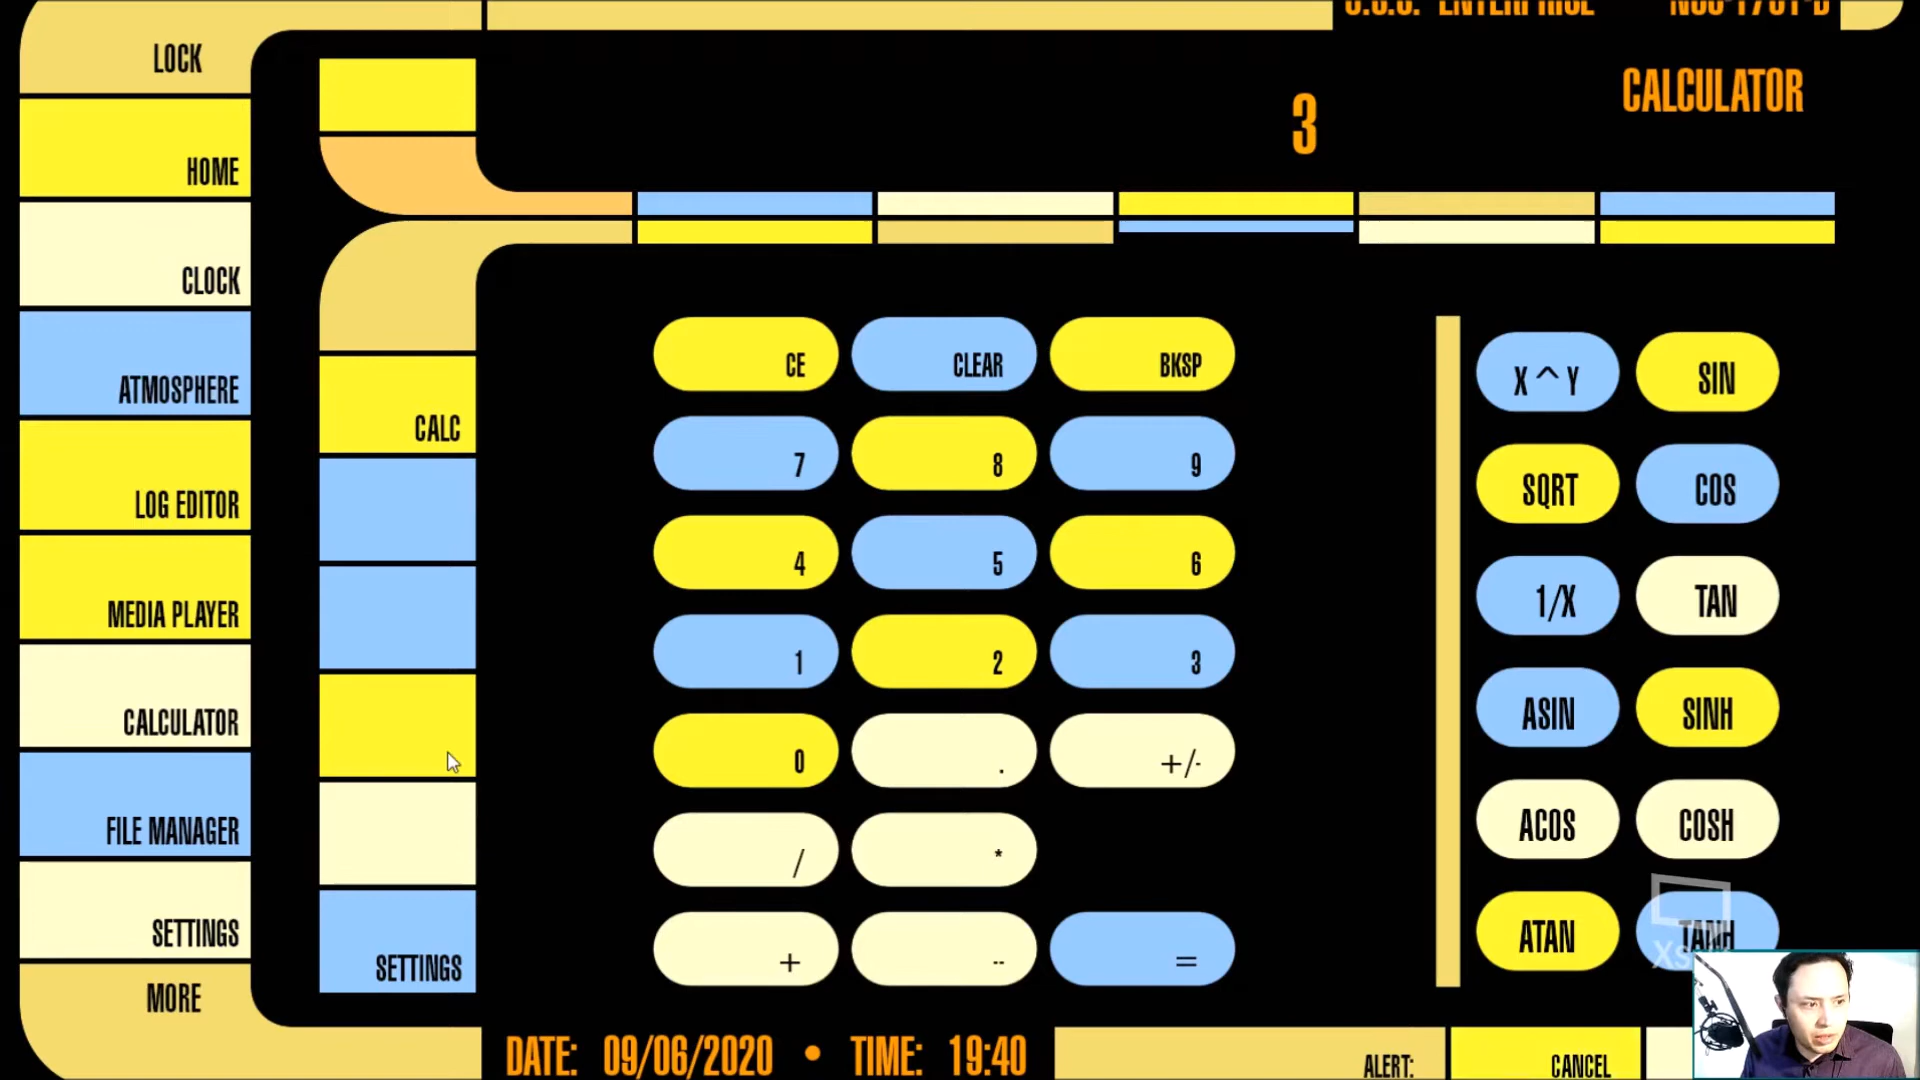 U.S.S. ENTERPRISE
LOCK
HOME
CLOCK
ATMOSPHERE
LOG EDITOR
MEDIA PLAYER
CALCULATOR
FILE MANAGER
SETTINGS
MORE
CALC
SETTINGS
CALCULATOR
3
CE CLEAR BKSP
7 8 9
4 5 6
1 2 3
0 . +/-
/ *
+ -- =
X ^ Y SIN
SQRT COS
1/X TAN
ASIN SINH
ACOS COSH
ATAN TANH
DATE: 09/06/2020 • TIME: 19:40
ALERT: CANCEL